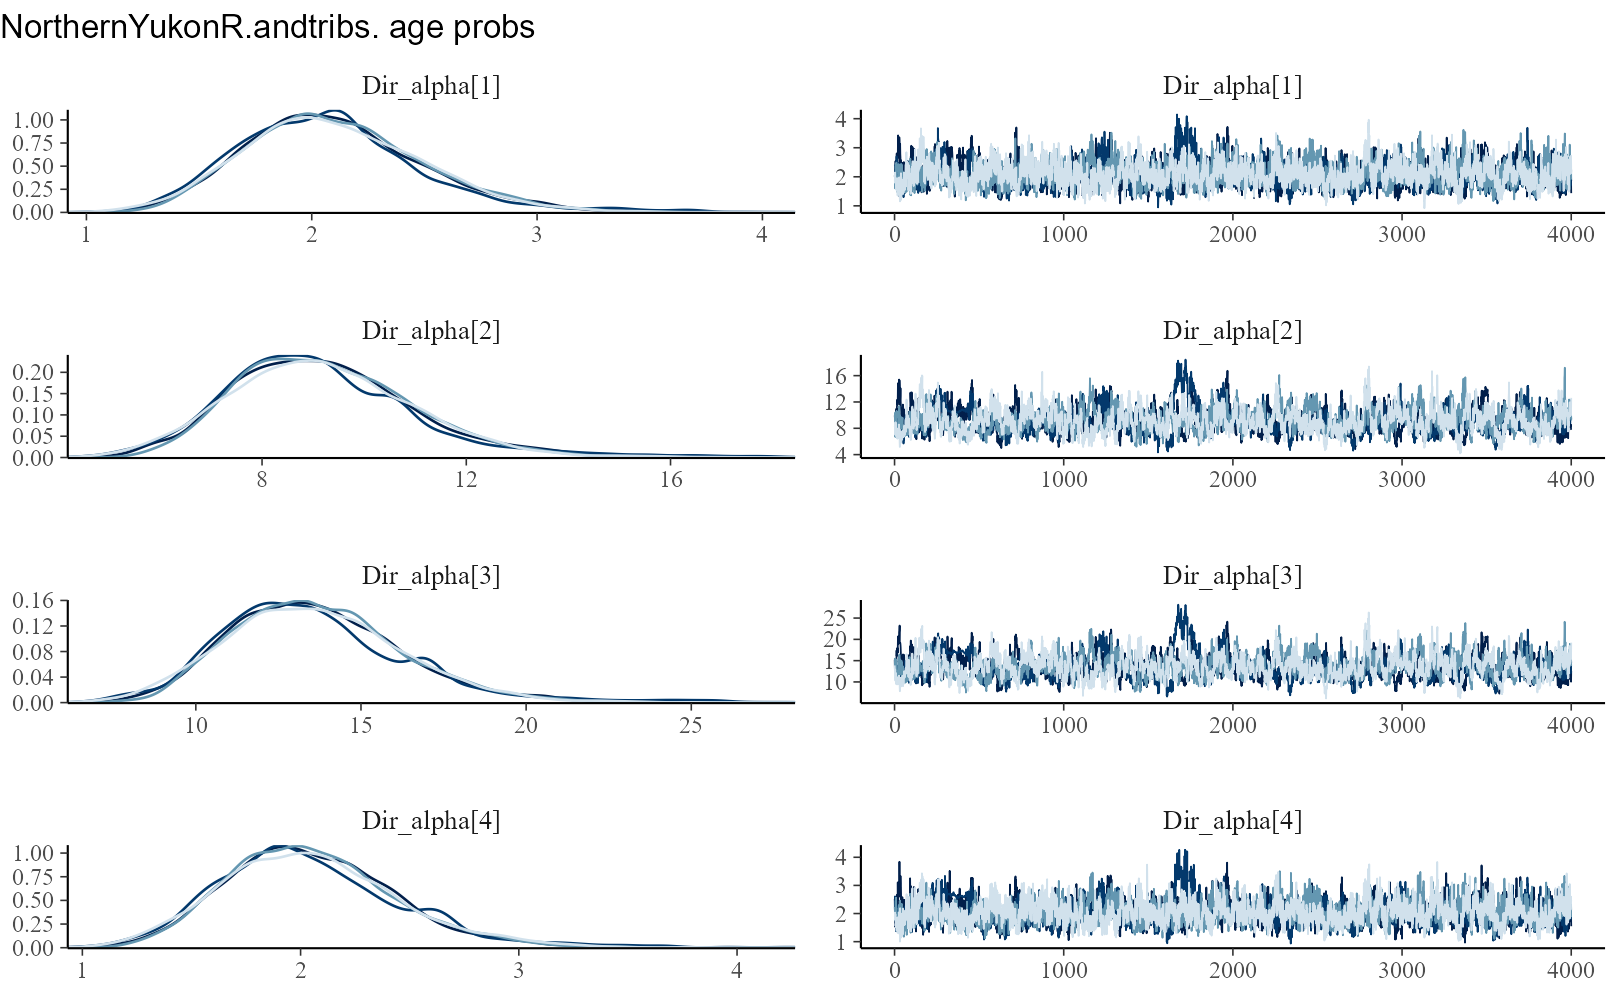 NorthernYukonR.andtribs. age probs
Dir_alpha[1] Dir_alpha[1]
1.00
0.75
0.50
0.25
0.00
1 2 3 4
4
3
2
1
0 1000 2000 3000 4000
Dir_alpha[2] Dir_alpha[2]
0.20
0.15
0.10
0.05
0.00
8 12 16
16
12
8
4
0 1000 2000 3000 4000
Dir_alpha[3] Dir_alpha[3]
0.16
0.12
0.08
0.04
0.00
10 15 20 25
25
20
15
10
0 1000 2000 3000 4000
Dir_alpha[4] Dir_alpha[4]
1.00
0.75
0.50
0.25
0.00
1 2 3 4
4
3
2
1
0 1000 2000 3000 4000